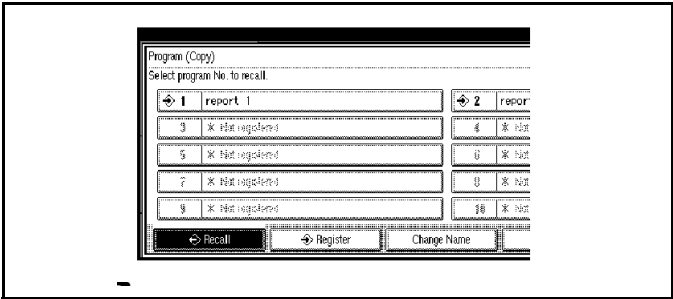 Program (Copy)
Select program No. to recall.
1 report 1 2 repor
3 * Not registered 4 * Not
5 * Not registered 6 * Not
7 * Not registered 8 * Not
9 * Not registered 10 * Not
Recall Register Change Name